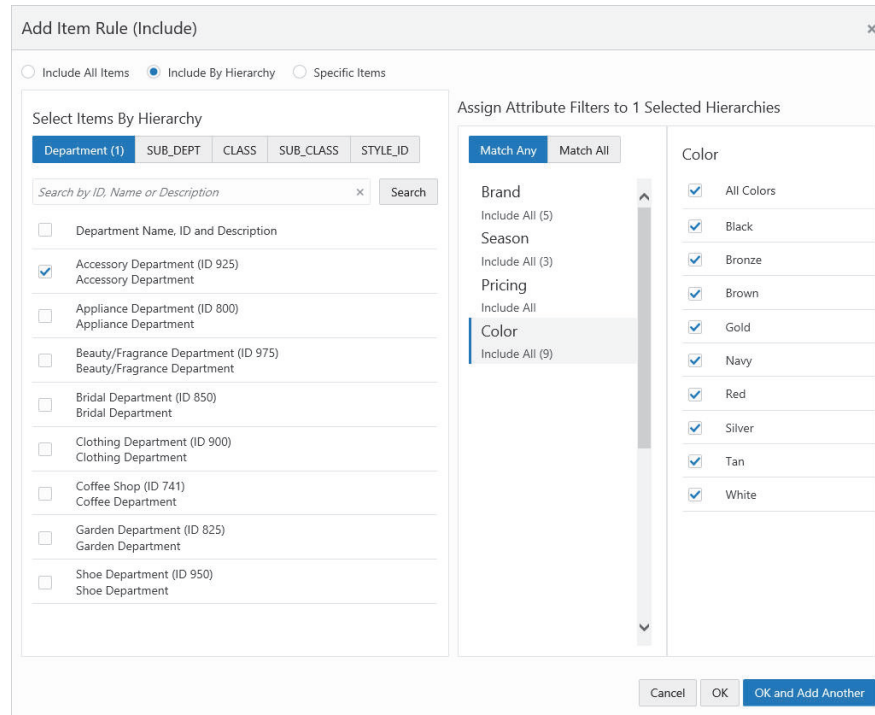 Add Item Rule (Include)
Include All Items Include By Hierarchy Specific Items
Select Items By Hierarchy
Department (1) SUB_DEPT CLASS SUB_CLASS STYLE_ID
Search by ID, Name or Description × Search
Department Name, ID and Description
Accessory Department (ID 925)
Accessory Department
Appliance Department (ID 800)
Appliance Department
Beauty/Fragrance Department (ID 975)
Beauty/Fragrance Department
Bridal Department (ID 850)
Bridal Department
Clothing Department (ID 900)
Clothing Department
Coffee Shop (ID 741)
Coffee Department
Garden Department (ID 825)
Garden Department
Shoe Department (ID 950)
Shoe Department
Assign Attribute Filters to 1 Selected Hierarchies
Match Any Match All
Brand
Include All (5)
Season
Include All (3)
Pricing
Include All
Color
Include All (9)
Color
All Colors
Black
Bronze
Brown
Gold
Navy
Red
Silver
Tan
White
Cancel OK OK and Add Another